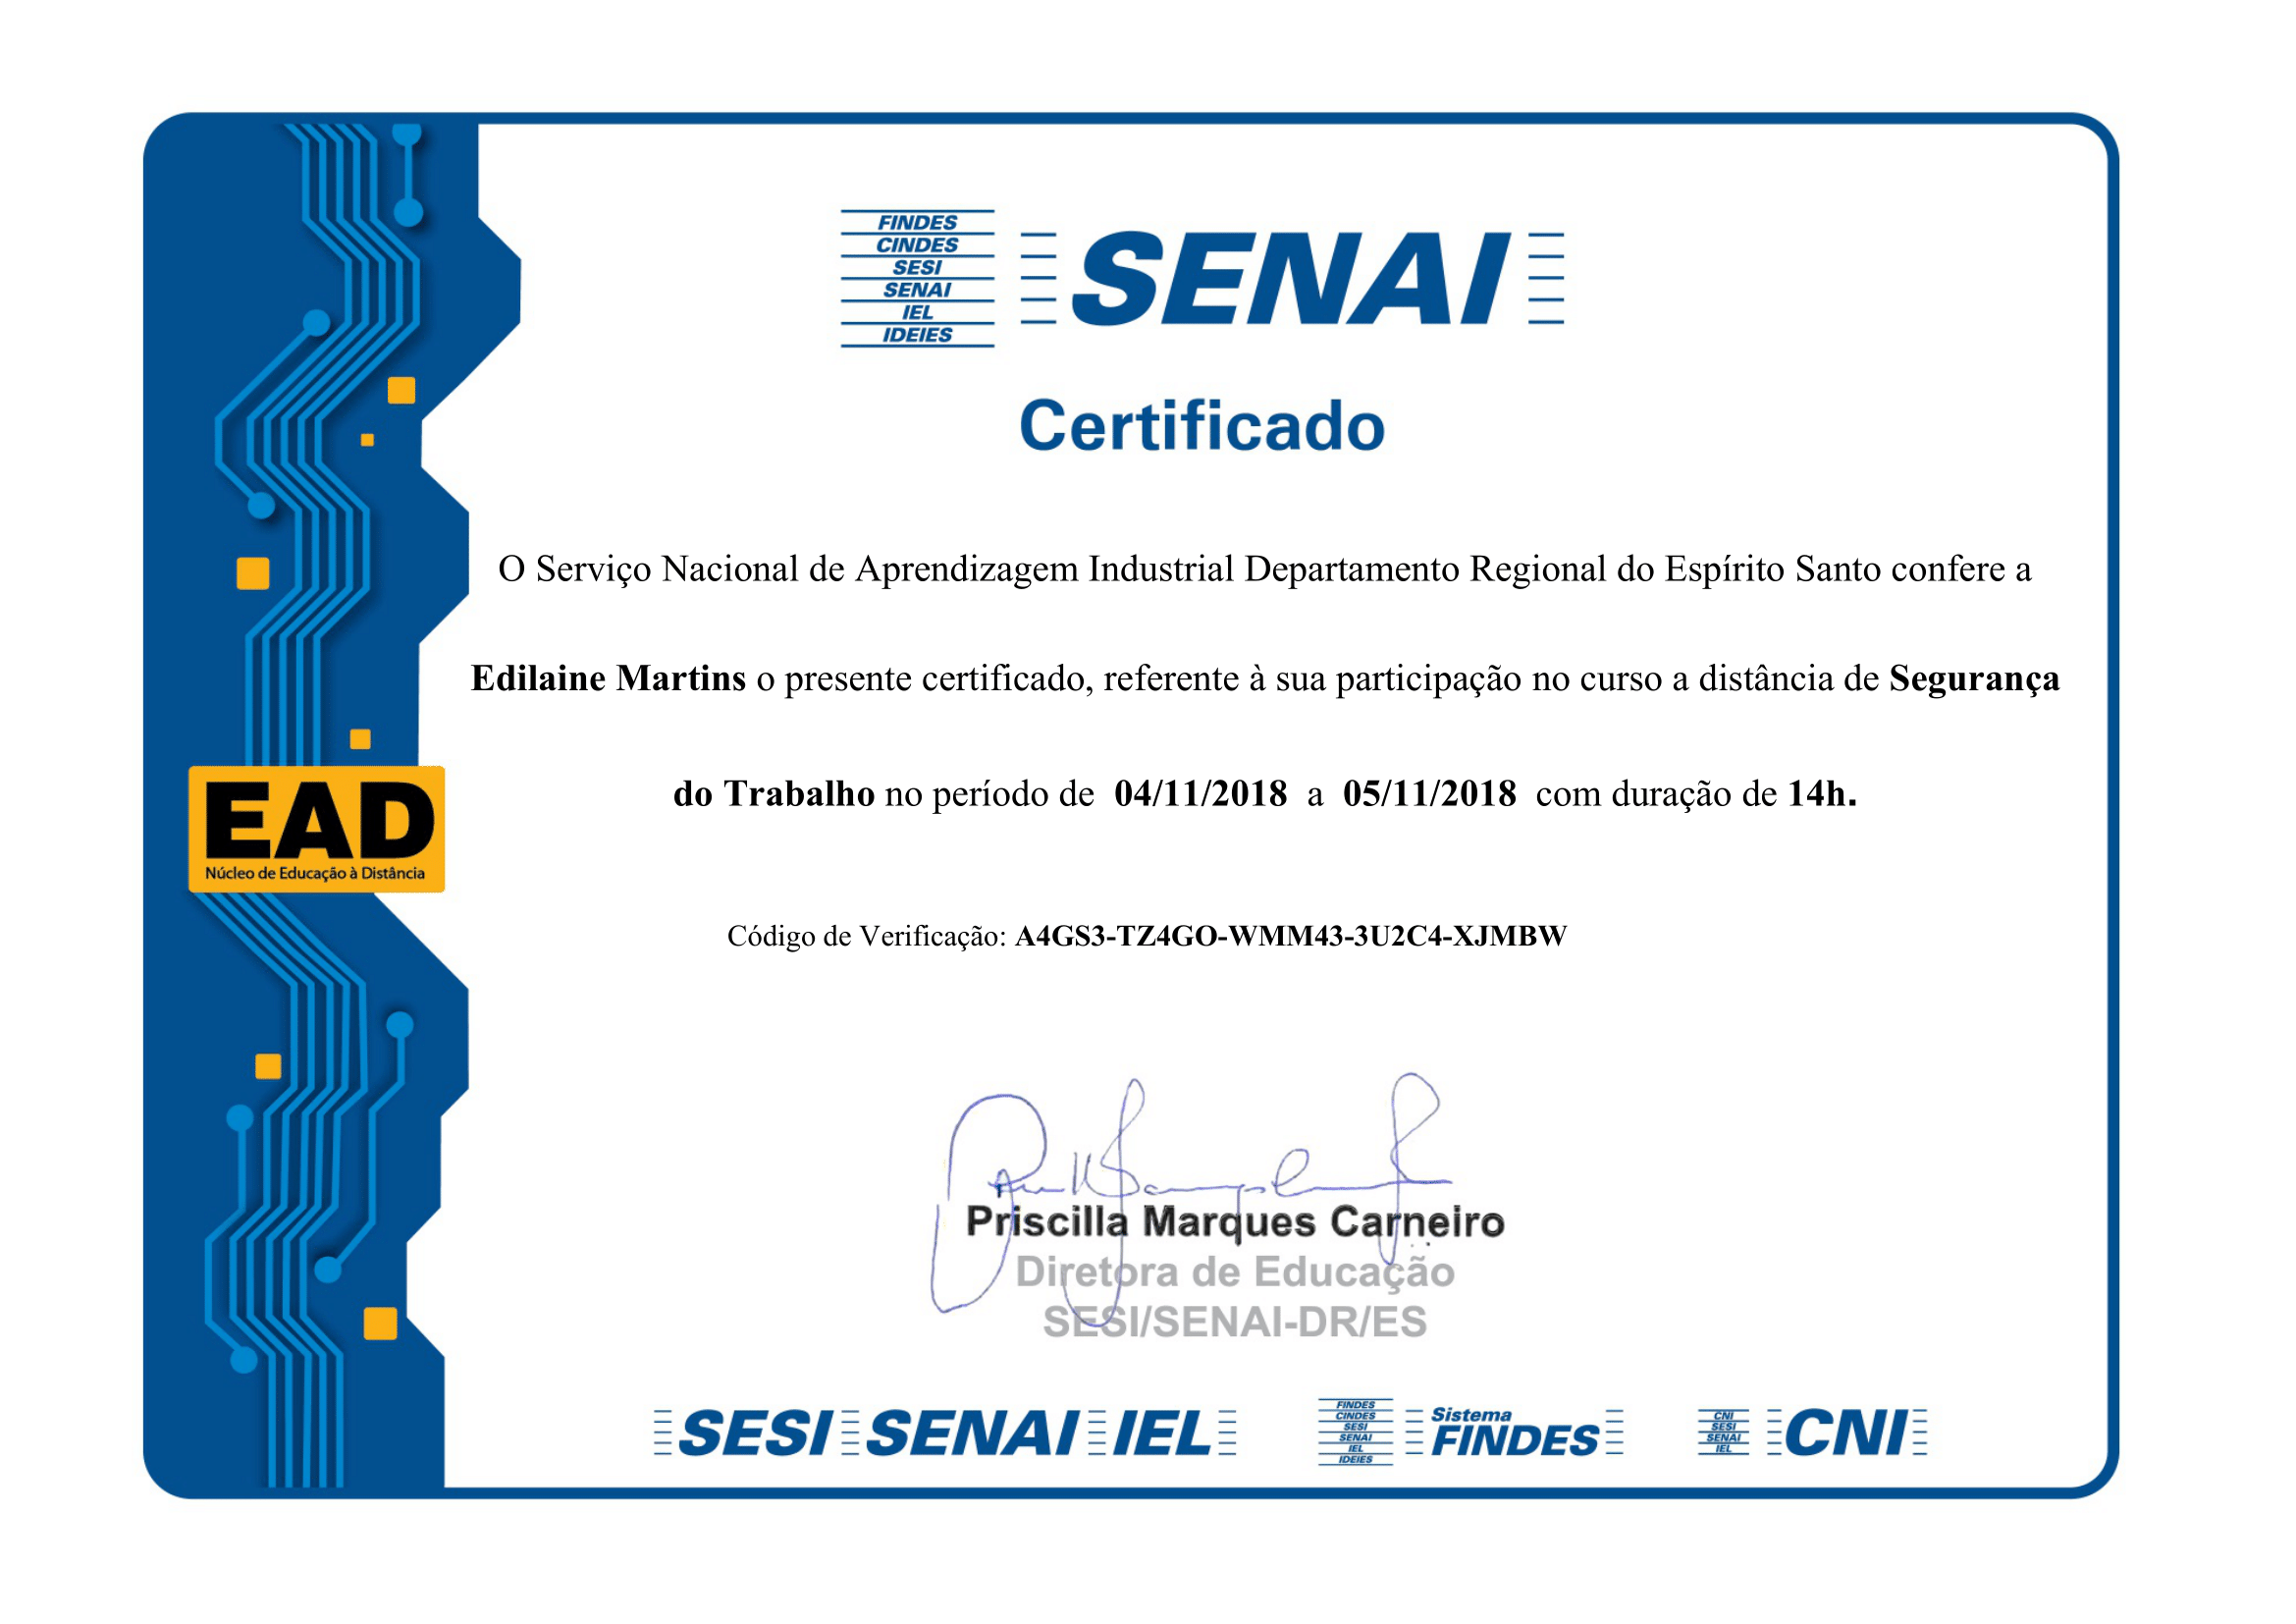 FINDES
CINDES
SESI
SENAI
IEL
IDEIES
SENAI
Certificado
O Serviço Nacional de Aprendizagem Industrial Departamento Regional do Espírito Santo confere a
Edilaine Martins o presente certificado, referente à sua participação no curso a distância de Segurança
do Trabalho no período de 04/11/2018 a 05/11/2018 com duração de 14h.
EAD
Núcleo de Educação à Distância
Código de Verificação: A4GS3-TZ4GO-WMM43-3U2C4-XJMBW
Priscilla Marques Carneiro
Diretora de Educação
SESI/SENAI-DR/ES
SESI SENAI IEL
FINDES
CINDES
SESI
SENAI
IEL
IDEIES
Sistema
FINDES
CNI
SESI
SENAI
IEL
CNI